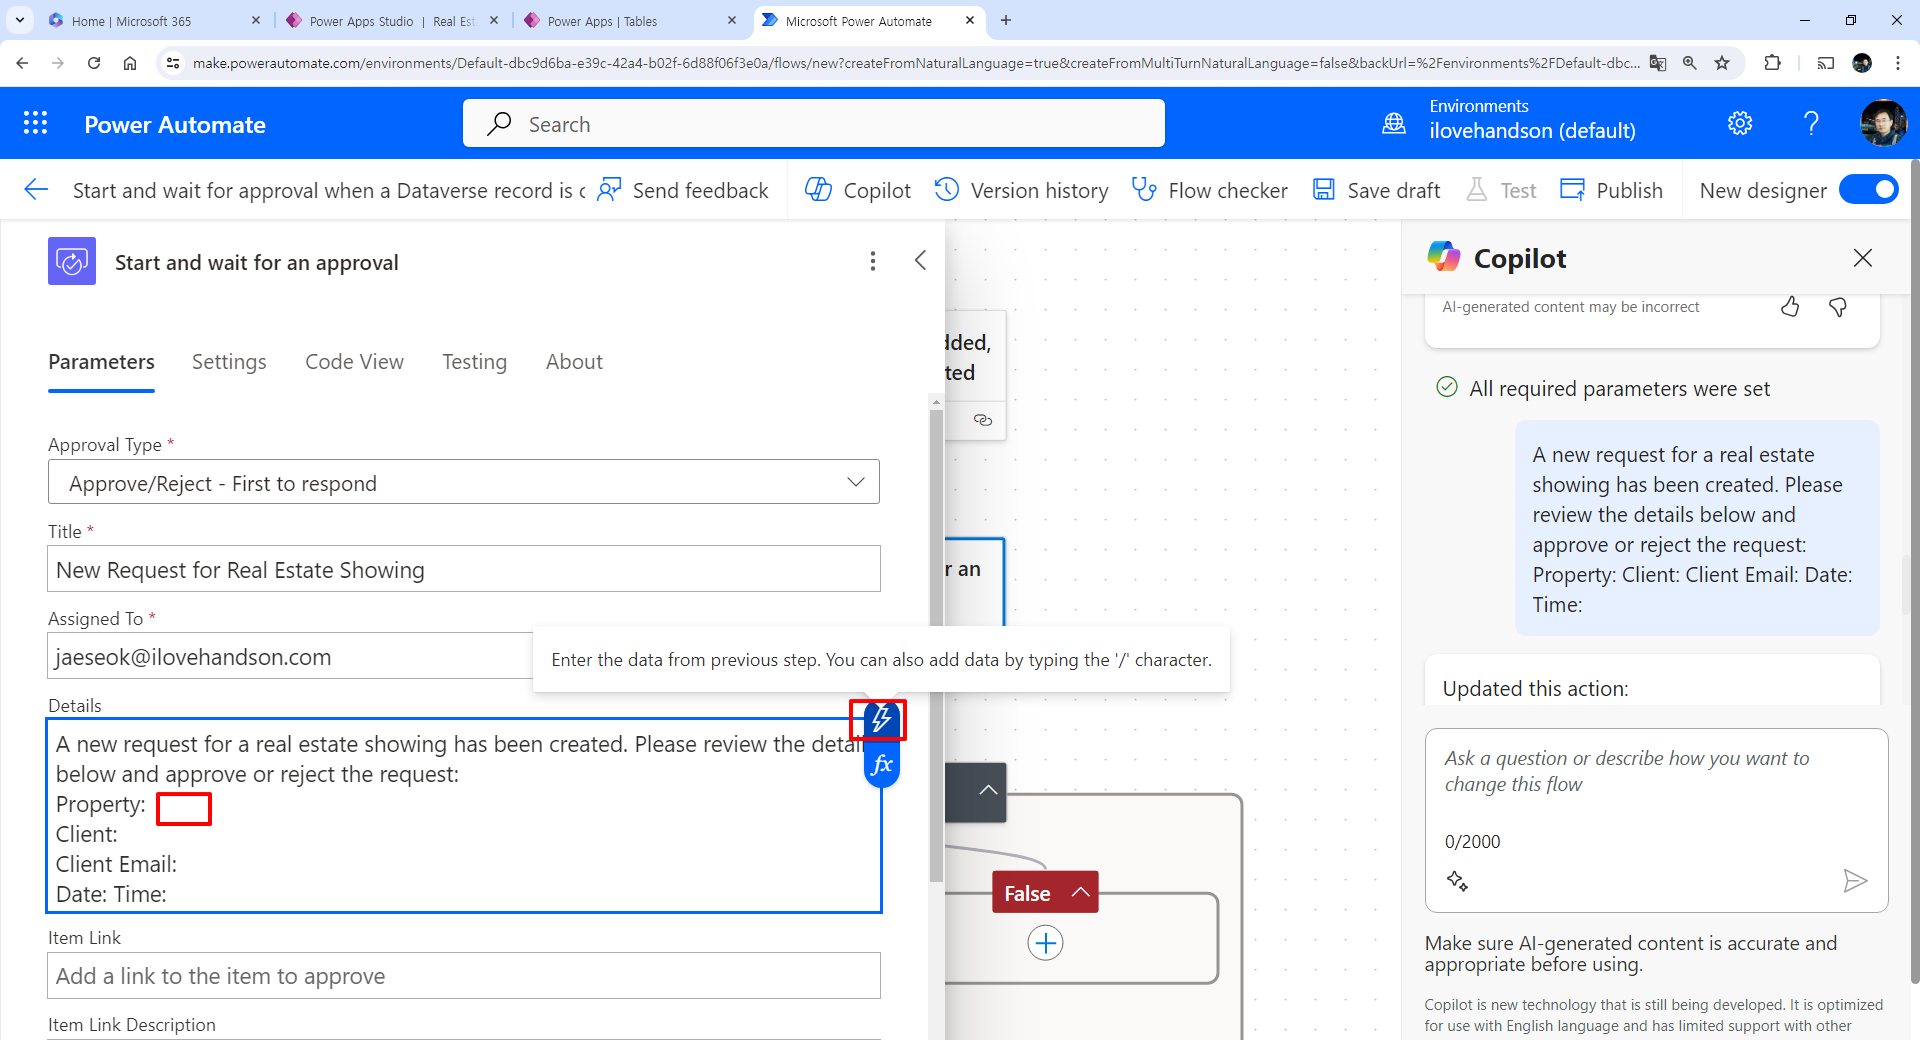 Home | Microsoft 365
Power Apps Studio | Real Est
Power Apps | Tables
Microsoft Power Automate
make.powerautomate.com/environments/Default-dbc9d6ba-e39c-42a4-b02f-6d88f06f3e0a/flows/new?createFromNaturalLanguage=true&createFromMultiTurnNaturalLanguage=false&backUrl=%2Fenvironments%2FDefault-dbc...
Power Automate
Search
Environments
ilovehandson (default)
Start and wait for approval when a Dataverse record is c
Send feedback
Copilot
Version history
Flow checker
Save draft
Test
Publish
New designer
Start and wait for an approval
Parameters
Settings
Code View
Testing
About
Approval Type *
Approve/Reject - First to respond
Title *
New Request for Real Estate Showing
Assigned To *
jaeseok@ilovehandson.com
Enter the data from previous step. You can also add data by typing the '/' character.
Details
A new request for a real estate showing has been created. Please review the detail
below and approve or reject the request:
Property:
Client:
Client Email:
Date: Time:
fx
Item Link
Add a link to the item to approve
Item Link Description
dded,
ted
r an
False
Copilot
AI-generated content may be incorrect
All required parameters were set
A new request for a real estate
showing has been created. Please
review the details below and
approve or reject the request:
Property: Client: Client Email: Date:
Time:
Updated this action:
Ask a question or describe how you want to
change this flow
0/2000
Make sure AI-generated content is accurate and
appropriate before using.
Copilot is new technology that is still being developed. It is optimized
for use with English language and has limited support with other